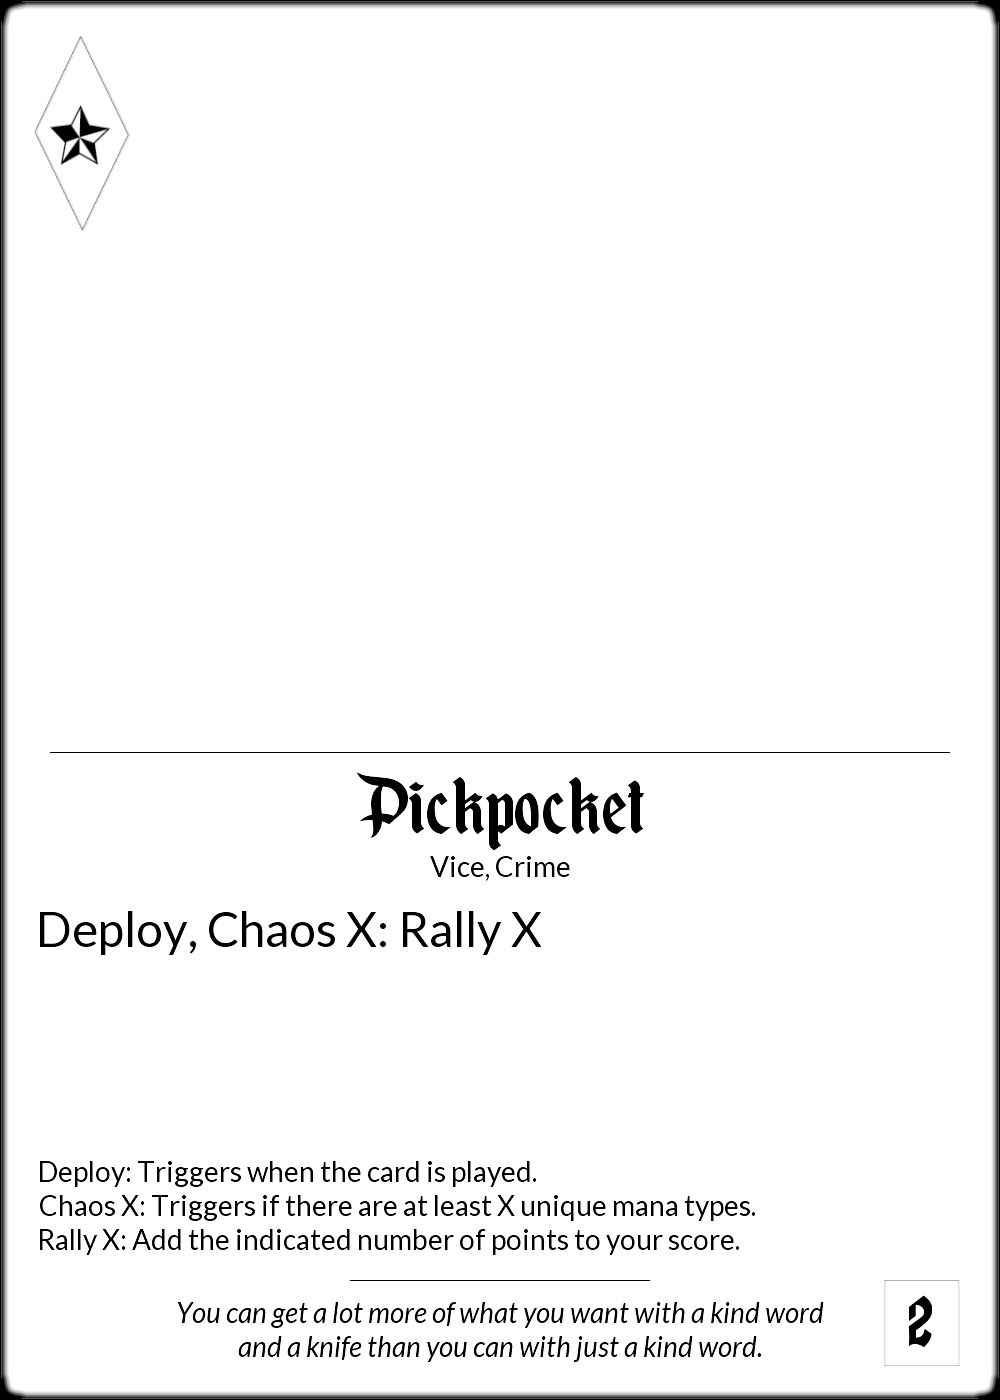 Pickpocket
Vice, Crime
Deploy, Chaos X: Rally X
Deploy: Triggers when the card is played.
Chaos X: Triggers if there are at least X unique mana types.
Rally X: Add the indicated number of points to your score.
You can get a lot more of what you want with a kind word
and a knife than you can with just a kind word.
2